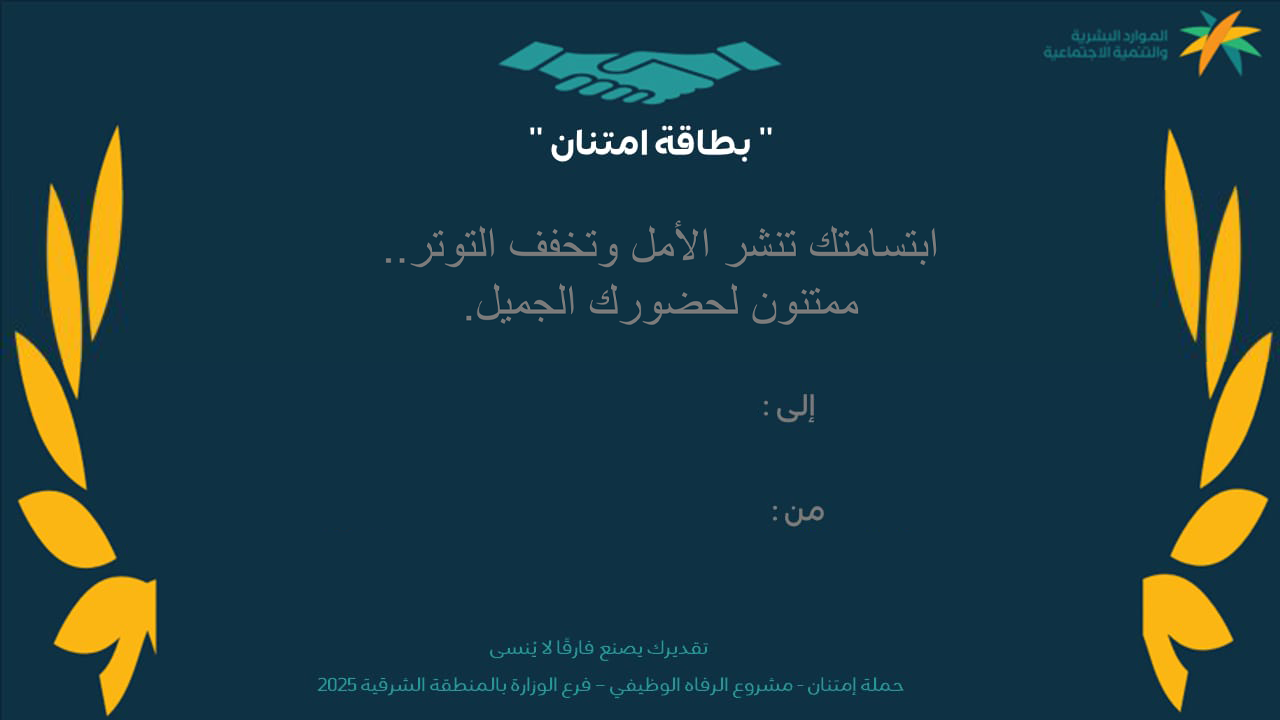 الموارد البشرية
والتنمية الاجتماعية
" بطاقة امتنان "
ابتسامتك تنشر الأمل وتخفف التوتر..
ممتنون لحضورك الجميل.
إلى :
من :
تقديرك يصنع فارقًا لا يُنسى
حملة إمتنان - مشروع الرفاه الوظيفي – فرع الوزارة بالمنطقة الشرقية 2025